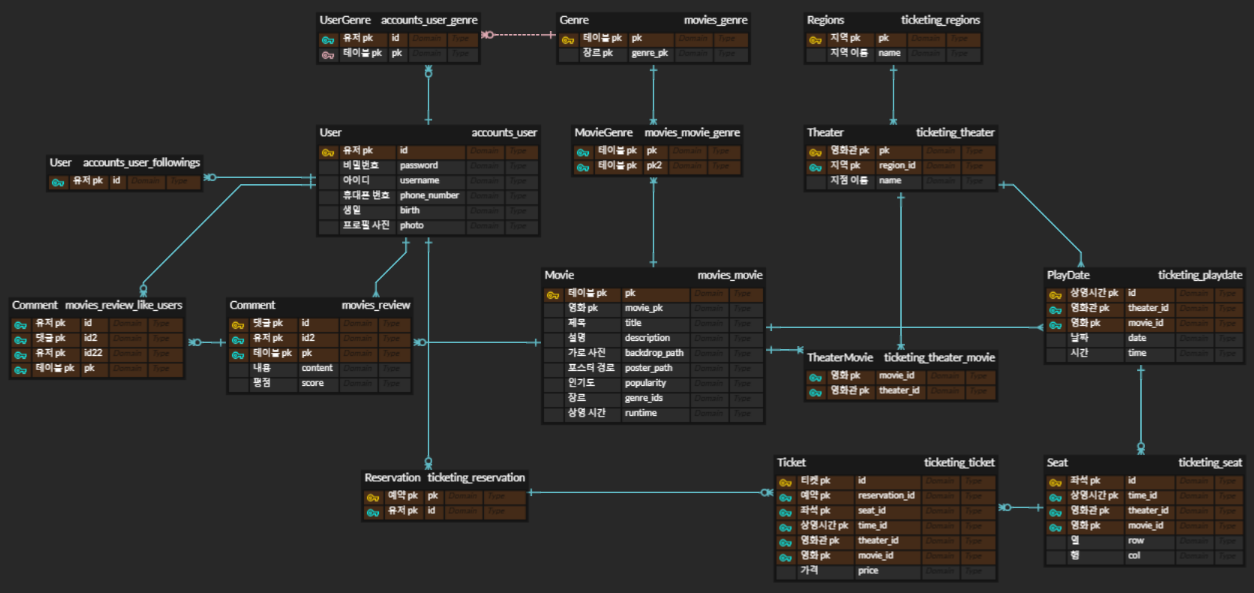 UserGenre accounts_user_genre
유저 pk id Domain Type
테이블 pk pk Domain Type
Genre movies_genre
테이블 pk pk Domain Type
장르 pk genre_pk Domain Type
Regions ticketing_regions
지역 pk pk Domain Type
지역 이름 name Domain Type
User accounts_user
유저 pk id Domain Type
비밀번호 password Domain Type
아이디 username Domain Type
휴대폰 번호 phone_number Domain Type
생일 birth Domain Type
프로필 사진 photo Domain Type
MovieGenre movies_movie_genre
테이블 pk pk Domain Type
테이블 pk pk2 Domain Type
Theater ticketing_theater
영화관 pk pk Domain Type
지역 pk region_id Domain Type
지점 이름 name Domain Type
User accounts_user_followings
유저 pk id Domain Type
Comment movies_review_like_users
유저 pk id Domain Type
댓글 pk id2 Domain Type
유저 pk id22 Domain Type
테이블 pk pk Domain Type
Comment movies_review
댓글 pk id Domain Type
유저 pk id2 Domain Type
테이블 pk pk Domain Type
내용 content Domain Type
평점 score Domain Type
Movie movies_movie
테이블 pk pk Domain Type
영화 pk movie_pk Domain Type
제목 title Domain Type
설명 description Domain Type
가로 사진 backdrop_path Domain Type
포스터 경로 poster_path Domain Type
인기도 popularity Domain Type
장르 genre_ids Domain Type
상영 시간 runtime Domain Type
PlayDate ticketing_playdate
상영시간 pk id Domain Type
영화관 pk theater_id Domain Type
영화 pk movie_id Domain Type
날짜 date Domain Type
시간 time Domain Type
TheaterMovie ticketing_theater_movie
영화 pk movie_id Domain Type
영화관 pk theater_id Domain Type
Reservation ticketing_reservation
예약 pk pk Domain Type
유저 pk id Domain Type
Ticket ticketing_ticket
티켓 pk id Domain Type
예약 pk reservation_id Domain Type
좌석 pk seat_id Domain Type
상영시간 pk time_id Domain Type
영화관 pk theater_id Domain Type
영화 pk movie_id Domain Type
가격 price Domain Type
Seat ticketing_seat
좌석 pk id Domain Type
상영시간 pk time_id Domain Type
영화관 pk theater_id Domain Type
영화 pk movie_id Domain Type
열 row Domain Type
행 col Domain Type